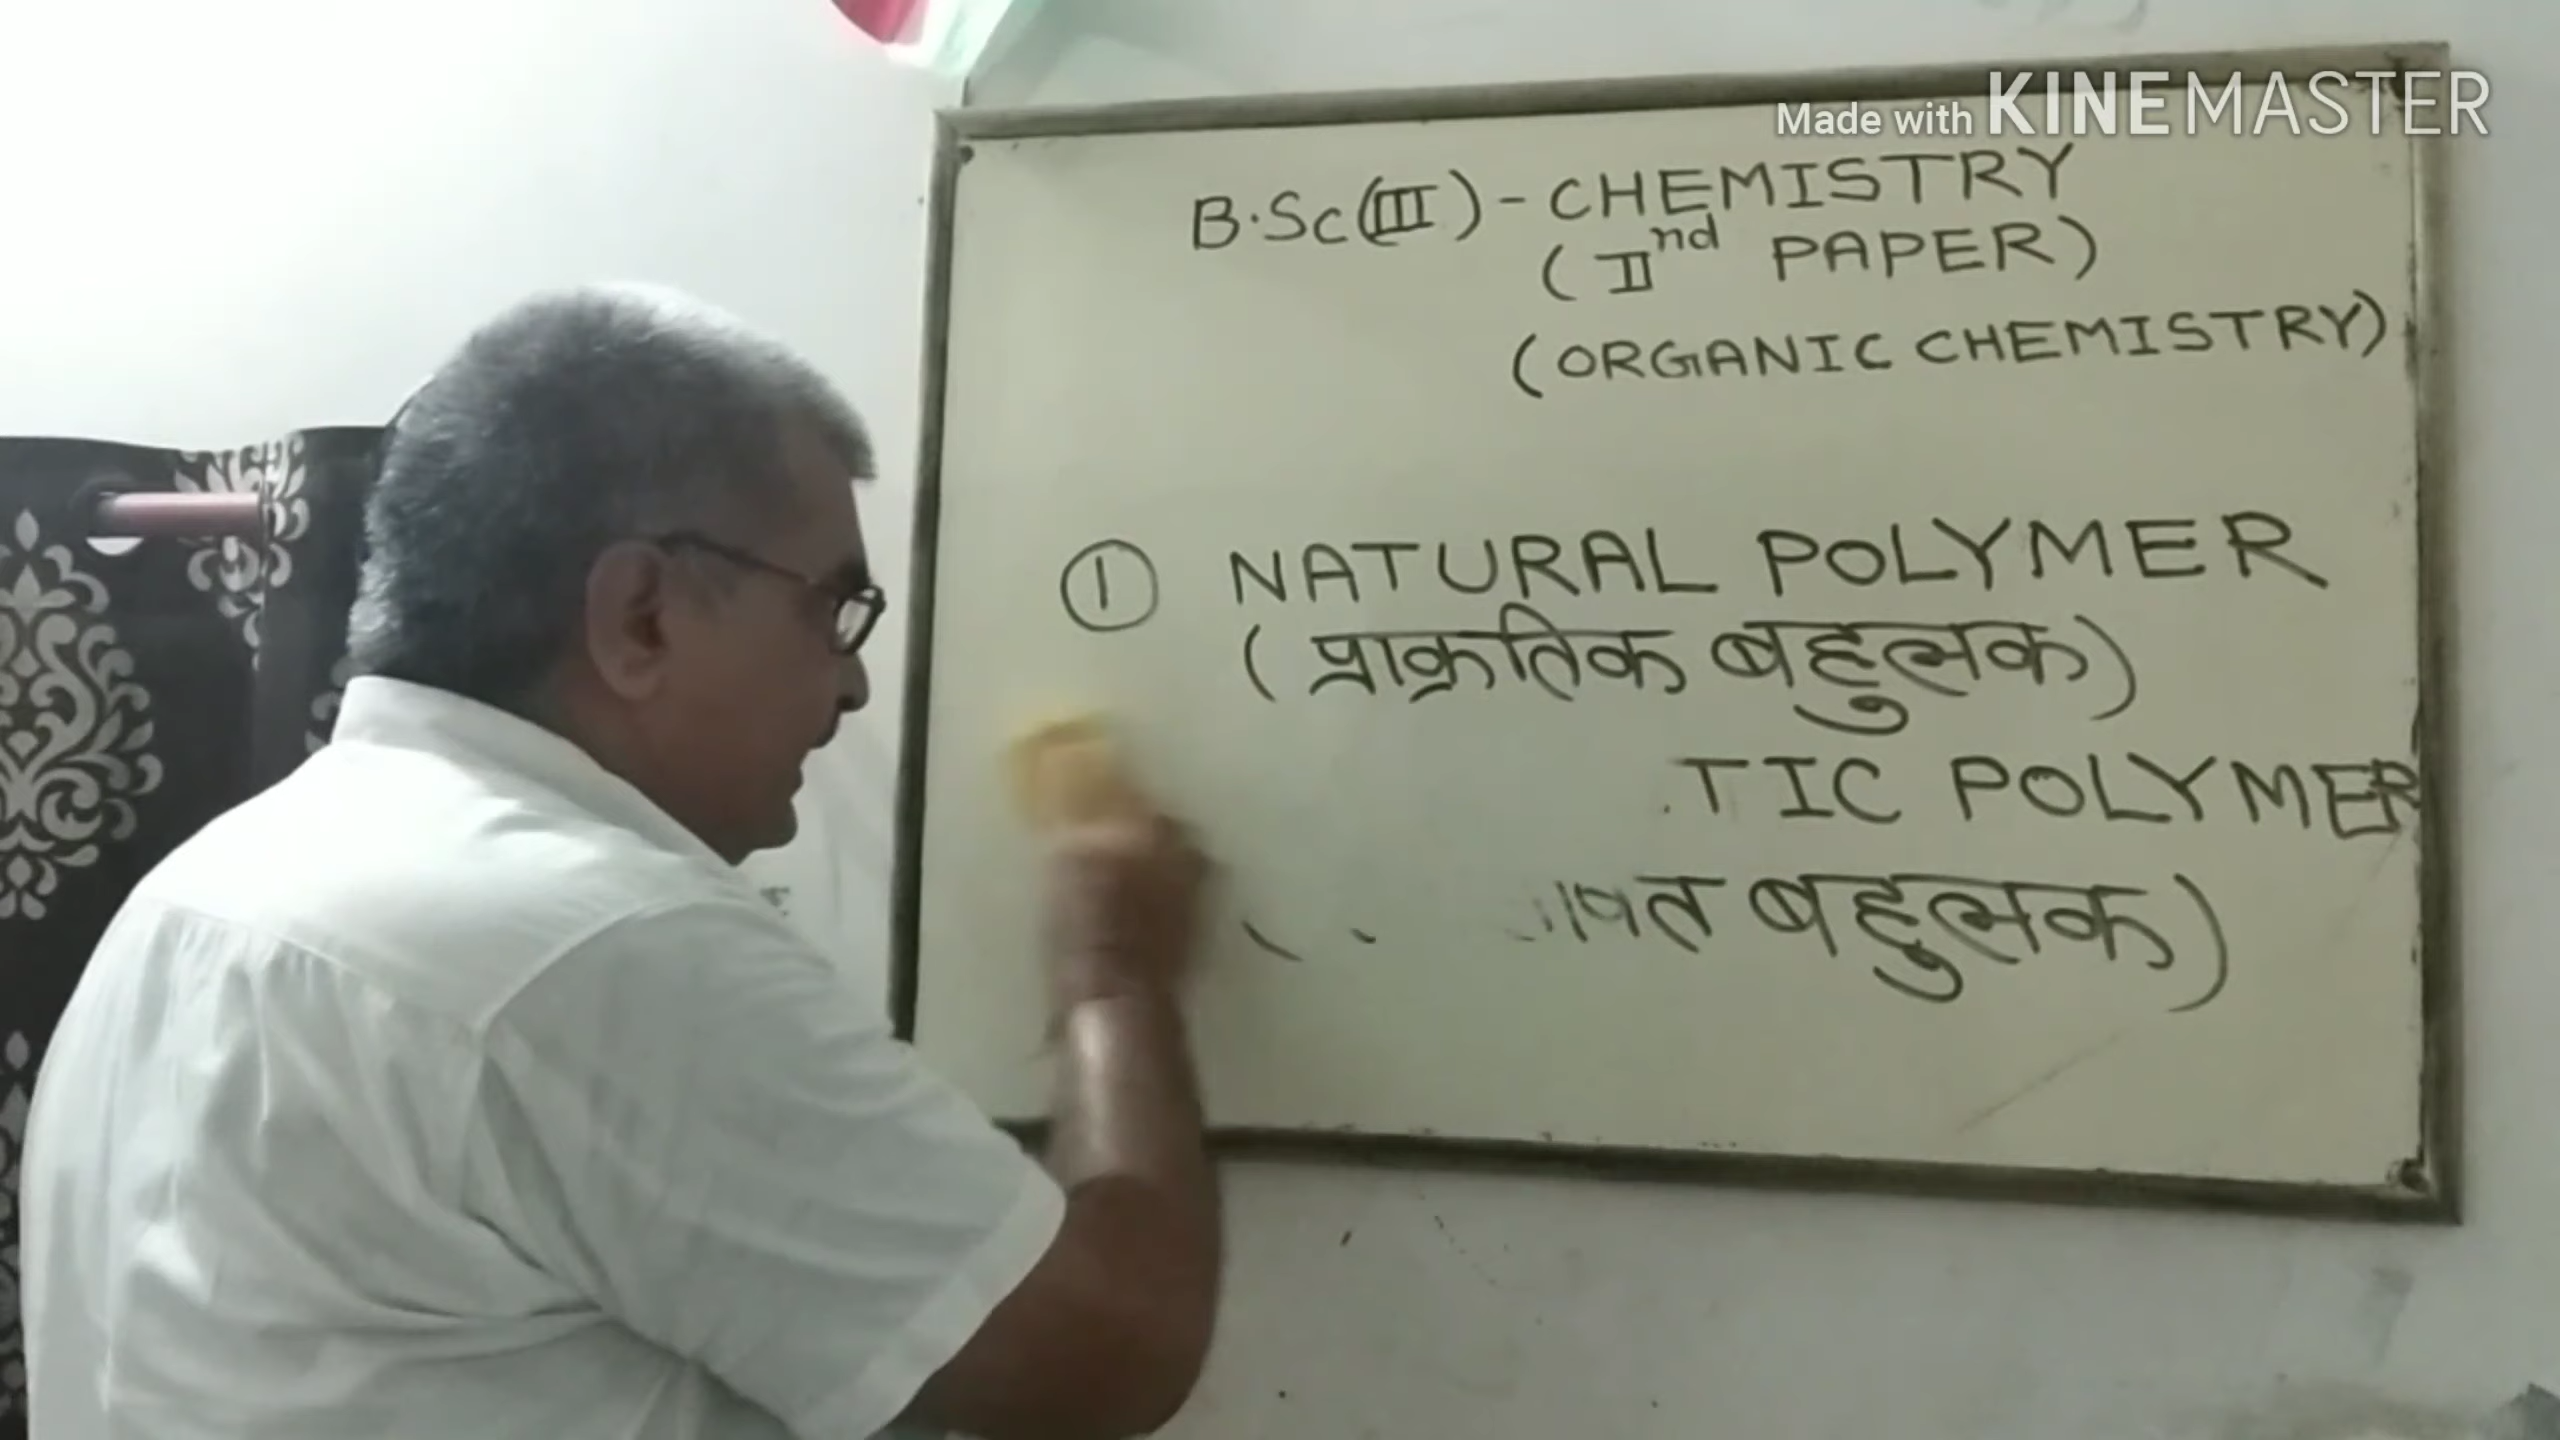 Made with KINEMASTER
B.Sc(III) - CHEMISTRY
(IInd PAPER)
(ORGANIC CHEMISTRY)
① NATURAL POLYMER
(प्राक्रतिक बहुलक)
TIC POLYMER
षित बहुलक)